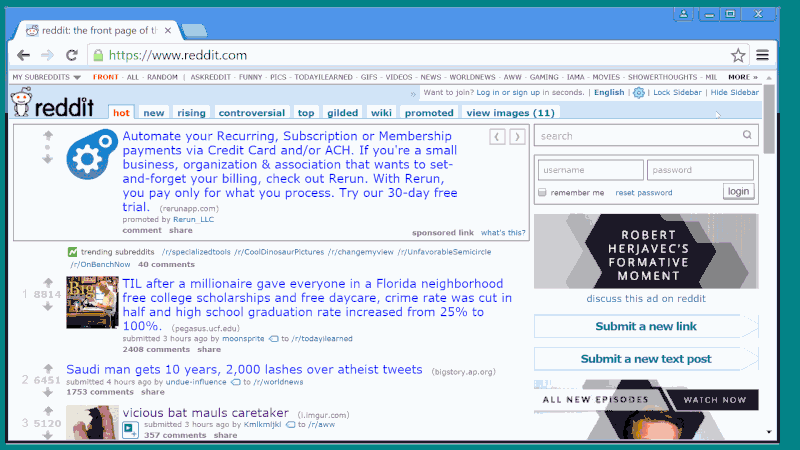 reddit: the front page of th
https://www.reddit.com
MY SUBREDDITS FRONT - ALL - RANDOM | ASKREDDIT - FUNNY - PICS - TODAYILEARNED - GIFS - VIDEOS - NEWS - WORLDNEWS - AWW - GAMING - IAMA - MOVIES - SHOWERTHOUGHTS - MIL MORE »
Want to join? Log in or sign up in seconds. | English | Lock Sidebar | Hide Sidebar
reddit hot new rising controversial top gilded wiki promoted view images (11)
Automate your Recurring, Subscription or Membership
payments via Credit Card and/or ACH. If you're a small
business, organization & association that wants to set-
and-forget your billing, check out Rerun. With Rerun,
you pay only for what you process. Try our 30-day free
trial. (rerunapp.com)
promoted by Rerun_LLC
comment share
sponsored link what's this?
search
username password
remember me reset password login
ROBERT
HERJAVEC'S
FORMATIVE
MOMENT
discuss this ad on reddit
Submit a new link
Submit a new text post
ALL NEW EPISODES WATCH NOW
trending subreddits /r/specializedtools /r/CoolDinosaurPictures /r/changemyview /r/UnfavorableSemicircle
/r/OnBenchNow 40 comments
1 8814
TIL after a millionaire gave everyone in a Florida neighborhood
free college scholarships and free daycare, crime rate was cut in
half and high school graduation rate increased from 25% to
100%. (pegasus.ucf.edu)
submitted 3 hours ago by moonsprite to /r/todayilearned
2408 comments share
2 6451
Saudi man gets 10 years, 2,000 lashes over atheist tweets (bigstory.ap.org)
submitted 4 hours ago by undue-influence to /r/worldnews
1753 comments share
3 5120
vicious bat mauls caretaker (i.imgur.com)
submitted 3 hours ago by Kmlkmljkl to /r/aww
357 comments share